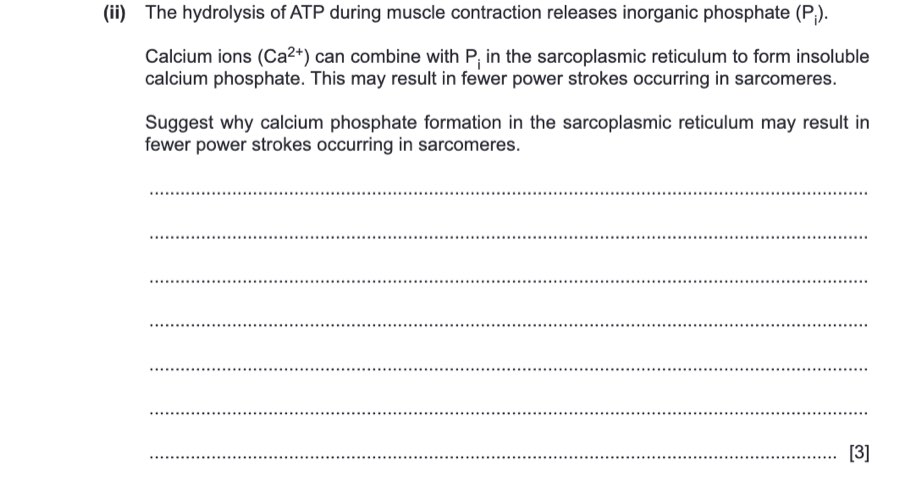 (ii) The hydrolysis of ATP during muscle contraction releases inorganic phosphate (Pi).
Calcium ions (Ca2+) can combine with Pi in the sarcoplasmic reticulum to form insoluble
calcium phosphate. This may result in fewer power strokes occurring in sarcomeres.
Suggest why calcium phosphate formation in the sarcoplasmic reticulum may result in
fewer power strokes occurring in sarcomeres.
[3]